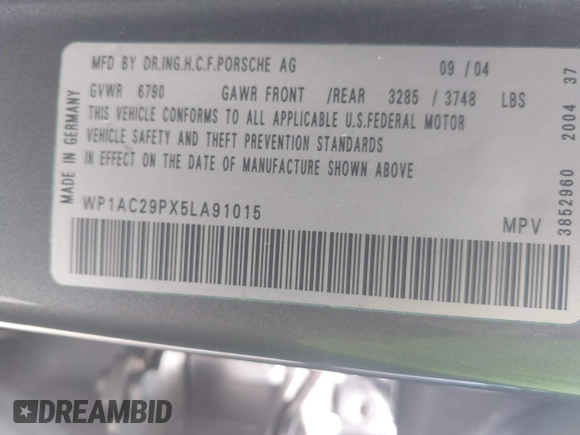 MFD BY DR.ING.H.C.F.PORSCHE AG 09/04
GVWR 6790 GAWR FRONT /REAR 3285 / 3748 LBS
THIS VEHICLE CONFORMS TO ALL APPLICABLE U.S.FEDERAL MOTOR
VEHICLE SAFETY AND THEFT PREVENTION STANDARDS
IN EFFECT ON THE DATE OF MANUFACTURE SHOWN ABOVE
WP1AC29PX5LA91015
MPV
MADE IN GERMANY
3852960 2004 37
DREAMBID